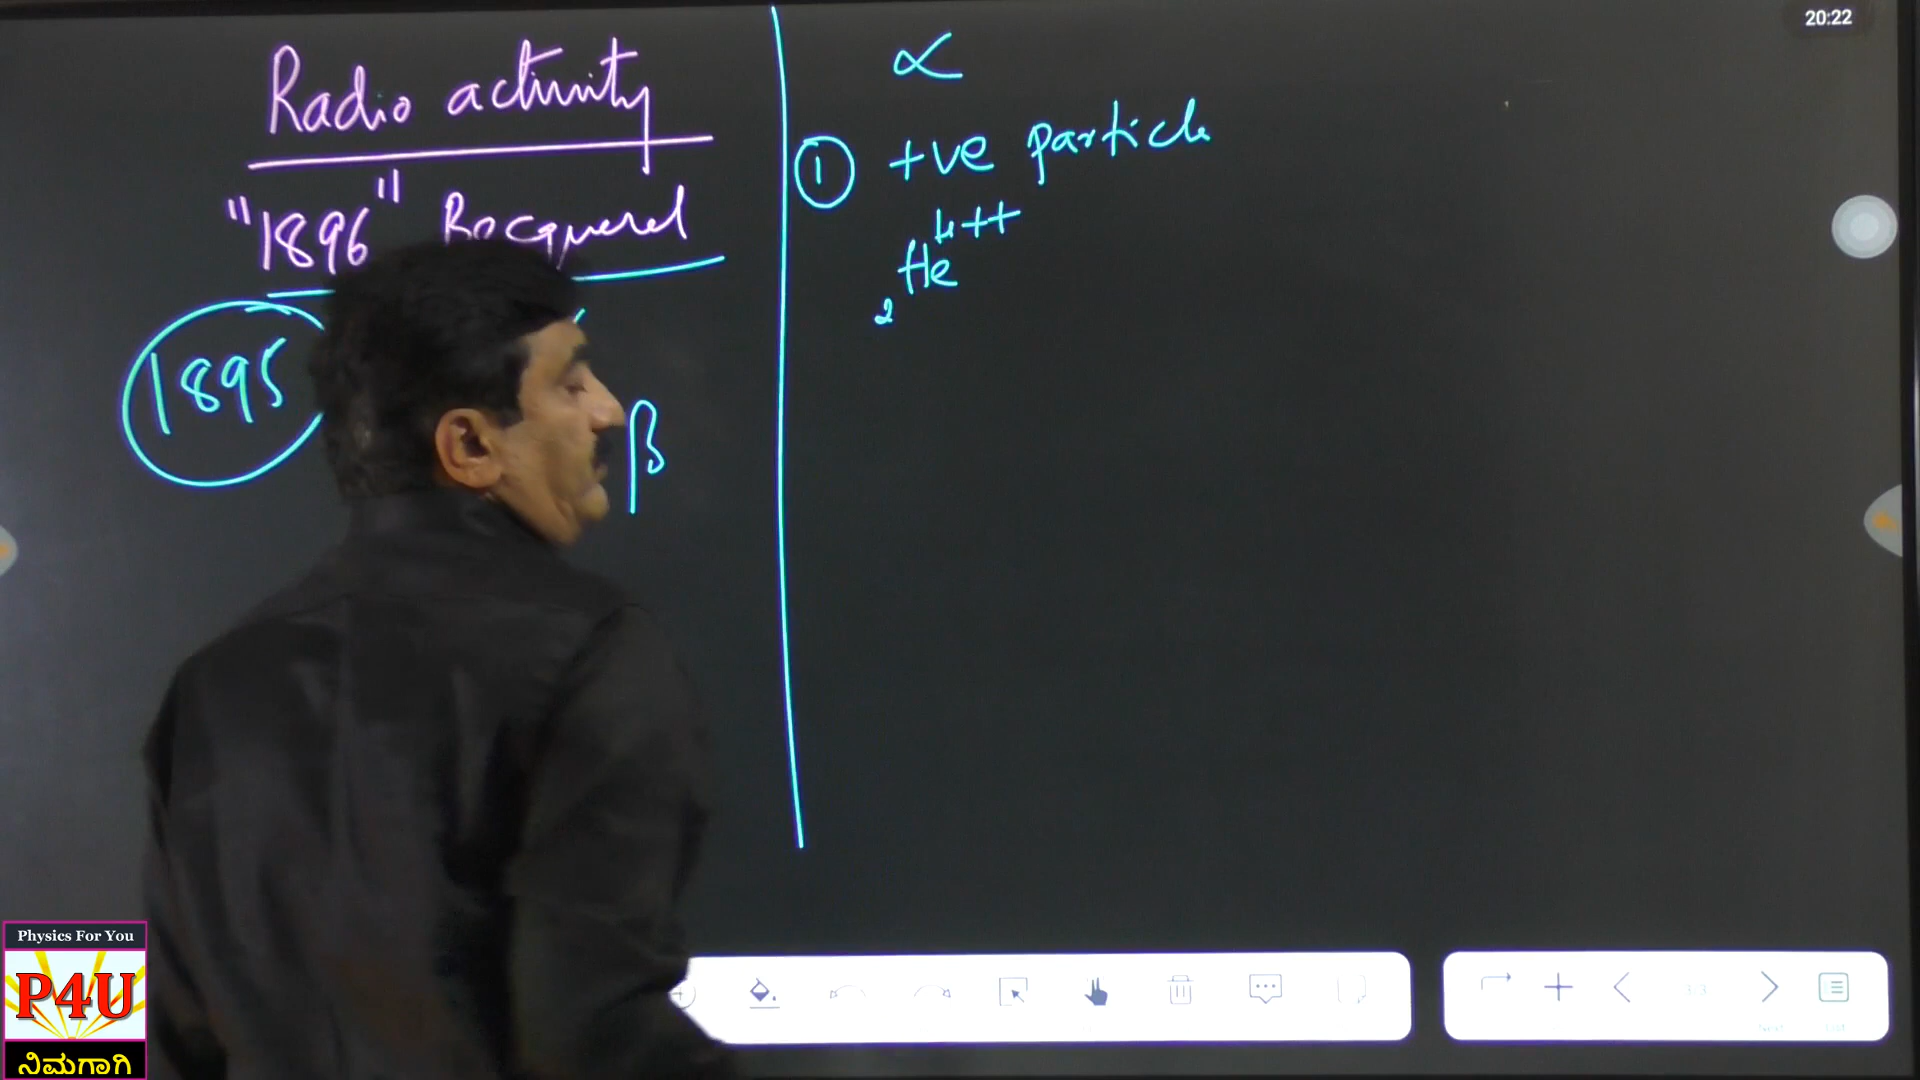 Radio activity
"1896" Becquerel
1895
β
α
① +ve particle
₂He⁴⁺⁺
20:22
Physics For You
P4U
ನಿಮಗಾಗಿ